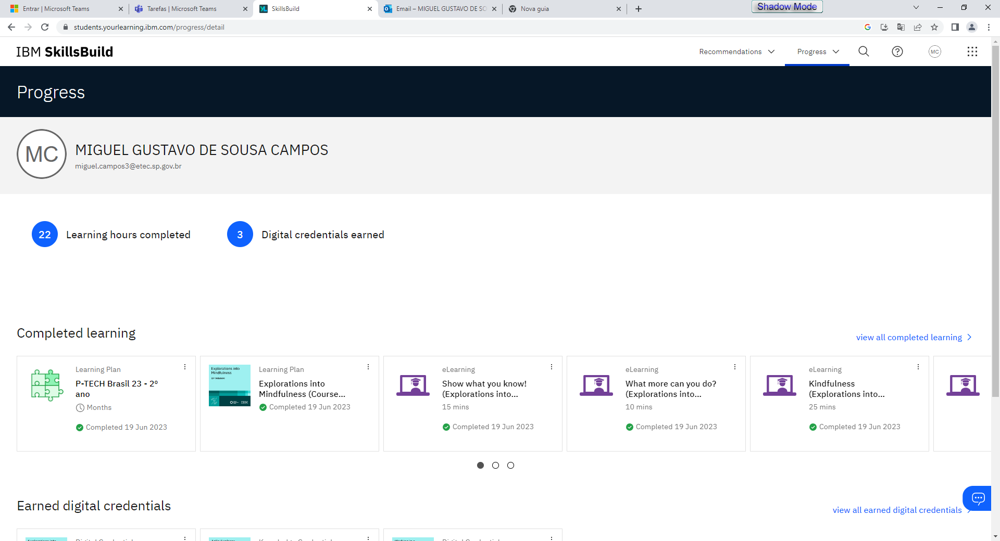 Entrar | Microsoft Teams
Tarefas | Microsoft Teams
SkillsBuild
Email – MIGUEL GUSTAVO DE SO
Nova guia
Shadow Mode
students.yourlearning.ibm.com/progress/detail
IBM SkillsBuild
Recommendations
Progress
MC
Progress
MC
MIGUEL GUSTAVO DE SOUSA CAMPOS
miguel.campos3@etec.sp.gov.br
22
Learning hours completed
3
Digital credentials earned
Completed learning
view all completed learning
Learning Plan
P-TECH Brasil 23 - 2º
ano
Months
Completed 19 Jun 2023
Explorations into
Mindfulness
IBM
Learning Plan
Explorations into
Mindfulness (Course...
Completed 19 Jun 2023
eLearning
Show what you know!
(Explorations into...
15 mins
Completed 19 Jun 2023
eLearning
What more can you do?
(Explorations into...
10 mins
Completed 19 Jun 2023
eLearning
Kindfulness
(Explorations into...
25 mins
Completed 19 Jun 2023
Earned digital credentials
view all earned digital credentials